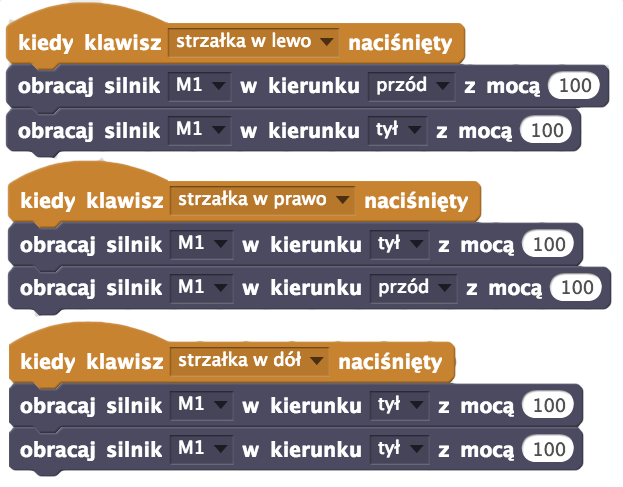 kiedy klawisz strzałka w lewo naciśnięty
obracaj silnik M1 w kierunku przód z mocą 100
obracaj silnik M1 w kierunku tył z mocą 100
kiedy klawisz strzałka w prawo naciśnięty
obracaj silnik M1 w kierunku tył z mocą 100
obracaj silnik M1 w kierunku przód z mocą 100
kiedy klawisz strzałka w dół naciśnięty
obracaj silnik M1 w kierunku tył z mocą 100
obracaj silnik M1 w kierunku tył z mocą 100